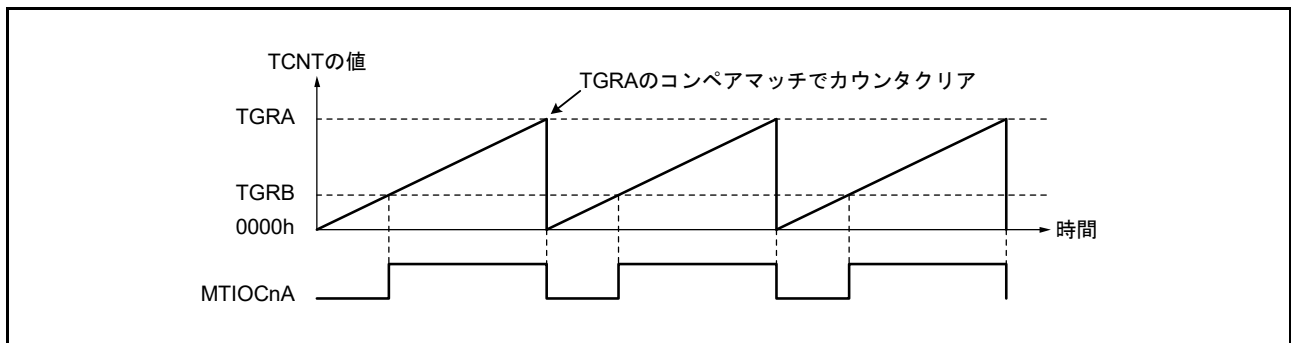 TCNTの値
TGRAのコンペアマッチでカウンタクリア
TGRA
TGRB
0000h
時間
MTIOCnA